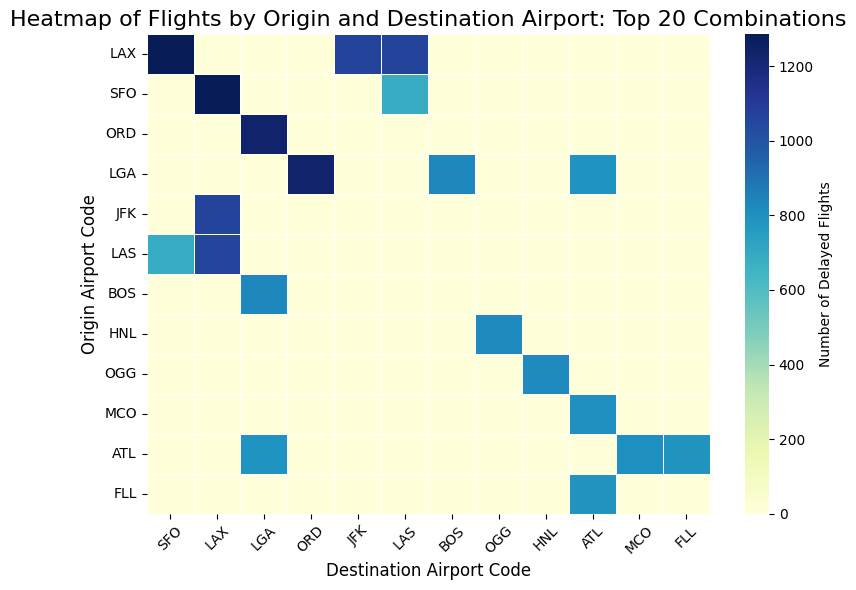 Heatmap of Flights by Origin and Destination Airport: Top 20 Combinations
Origin Airport Code
LAX
SFO
ORD
LGA
JFK
LAS
BOS
HNL
OGG
MCO
ATL
FLL
SFO
LAX
LGA
ORD
JFK
LAS
BOS
OGG
HNL
ATL
MCO
FLL
Destination Airport Code
1200
1000
800
600
400
200
0
Number of Delayed Flights